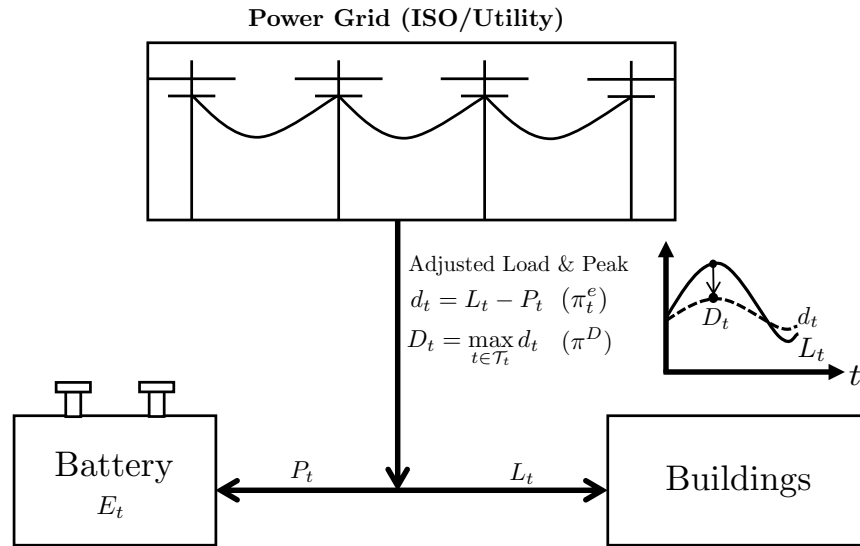 Power Grid (ISO/Utility)
Adjusted Load & Peak
d_t = L_t − P_t (π_t^e)
D_t = max_{t∈𝒯_t} d_t (π^D)
D_t
d_t
L_t
t
Battery
E_t
P_t
L_t
Buildings